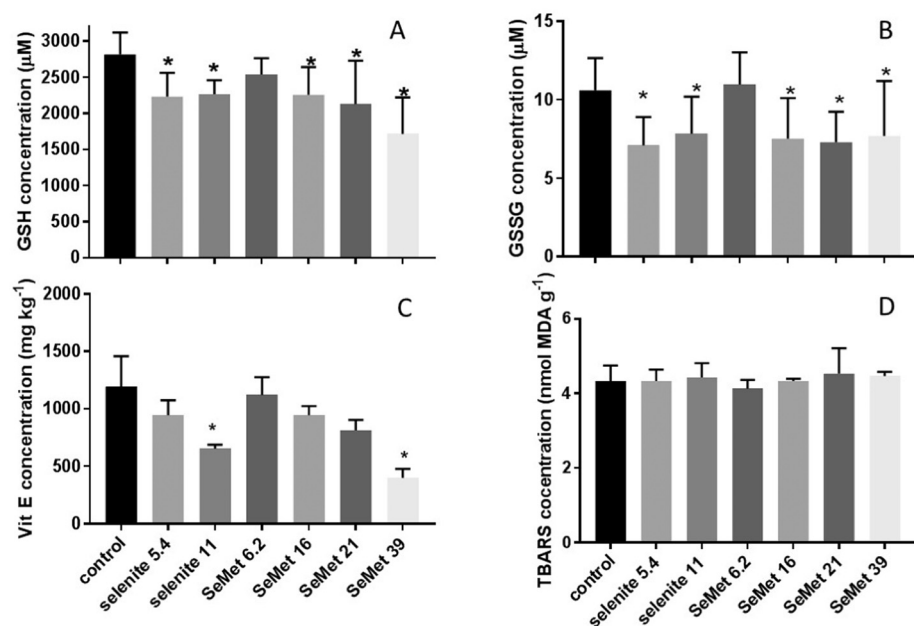 A
GSH concentration (µM)
3000
2500
2000
1500
1000
500
0
* * * * *
B
GSSG concentration (µM)
15
10
5
0
* * * * *
C
Vit E concentration (mg kg-1)
2000
1500
1000
500
0
* *
control
selenite 5.4
selenite 11
SeMet 6.2
SeMet 16
SeMet 21
SeMet 39
D
TBARS cocentration (nmol MDA g-1)
6
4
2
0
control
selenite 5.4
selenite 11
SeMet 6.2
SeMet 16
SeMet 21
SeMet 39